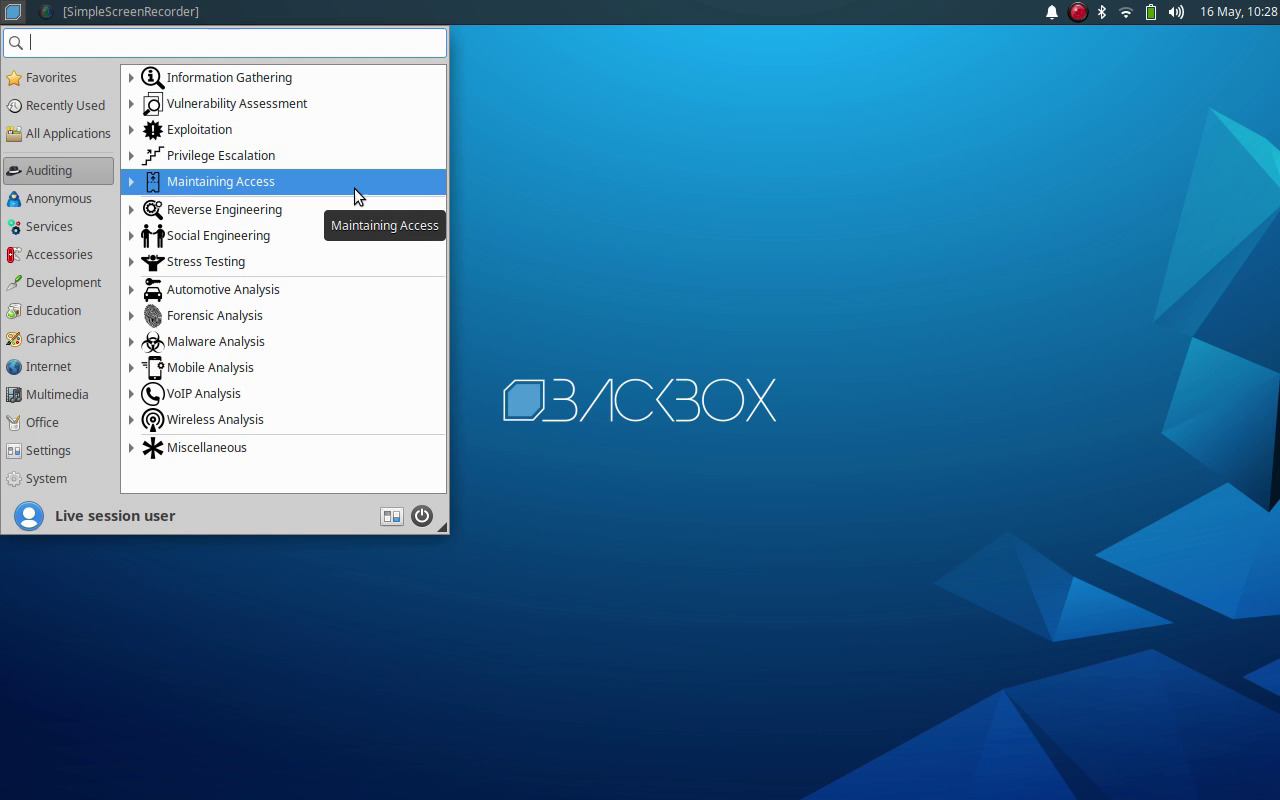 [SimpleScreenRecorder]
16 May, 10:28
Favorites
Recently Used
All Applications
Auditing
Anonymous
Services
Accessories
Development
Education
Graphics
Internet
Multimedia
Office
Settings
System
Information Gathering
Vulnerability Assessment
Exploitation
Privilege Escalation
Maintaining Access
Reverse Engineering
Maintaining Access
Social Engineering
Stress Testing
Automotive Analysis
Forensic Analysis
Malware Analysis
Mobile Analysis
VoIP Analysis
Wireless Analysis
Miscellaneous
Live session user
BACKBOX